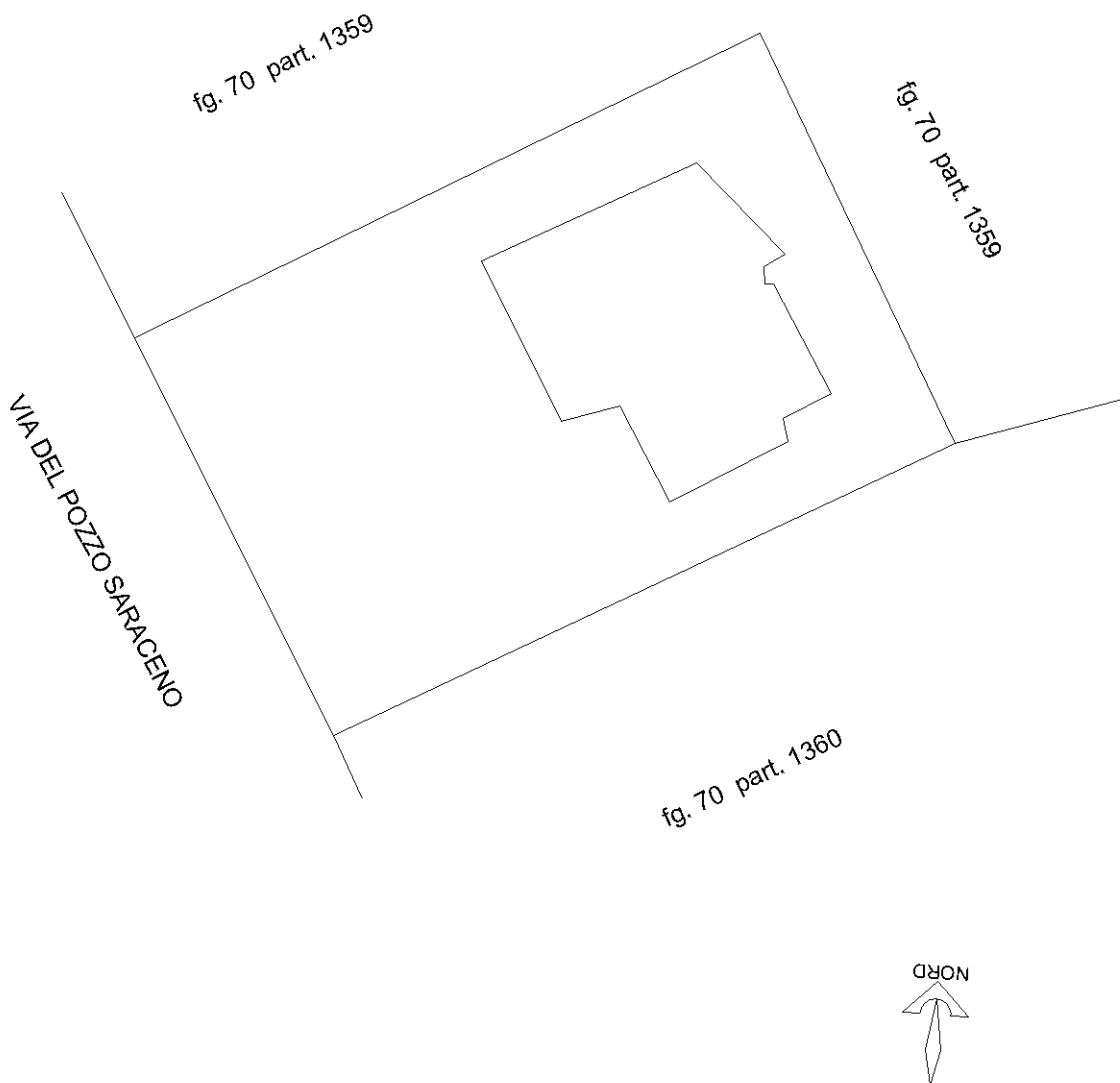 fg. 70 part. 1359
fg. 70 part. 1359
VIA DEL POZZO SARACENO
fg. 70 part. 1360
NORD